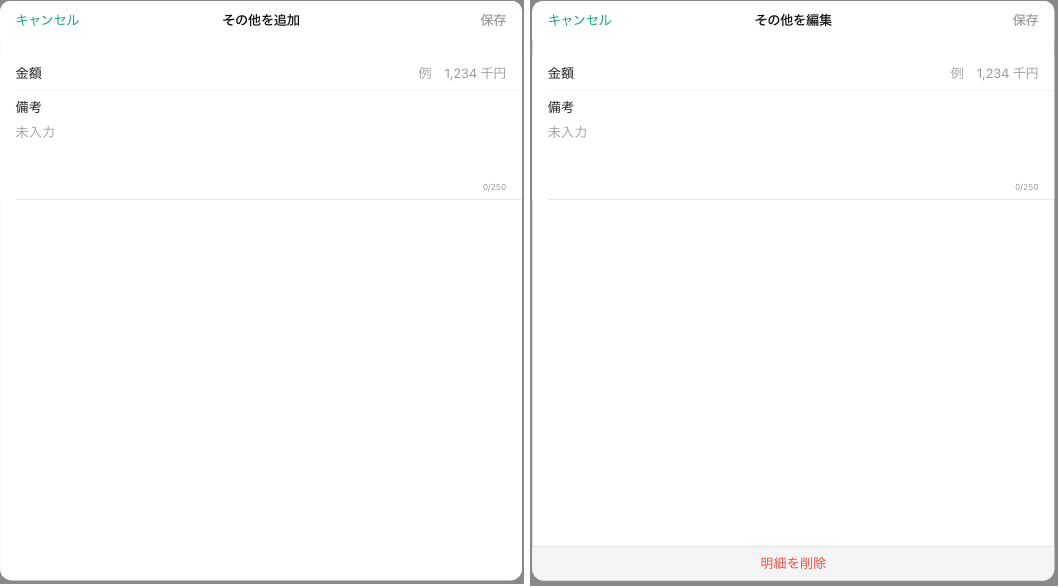 キャンセル その他を追加 保存
金額 例 1,234 千円
備考
未入力
0/250
キャンセル その他を編集 保存
金額 例 1,234 千円
備考
未入力
0/250
明細を削除